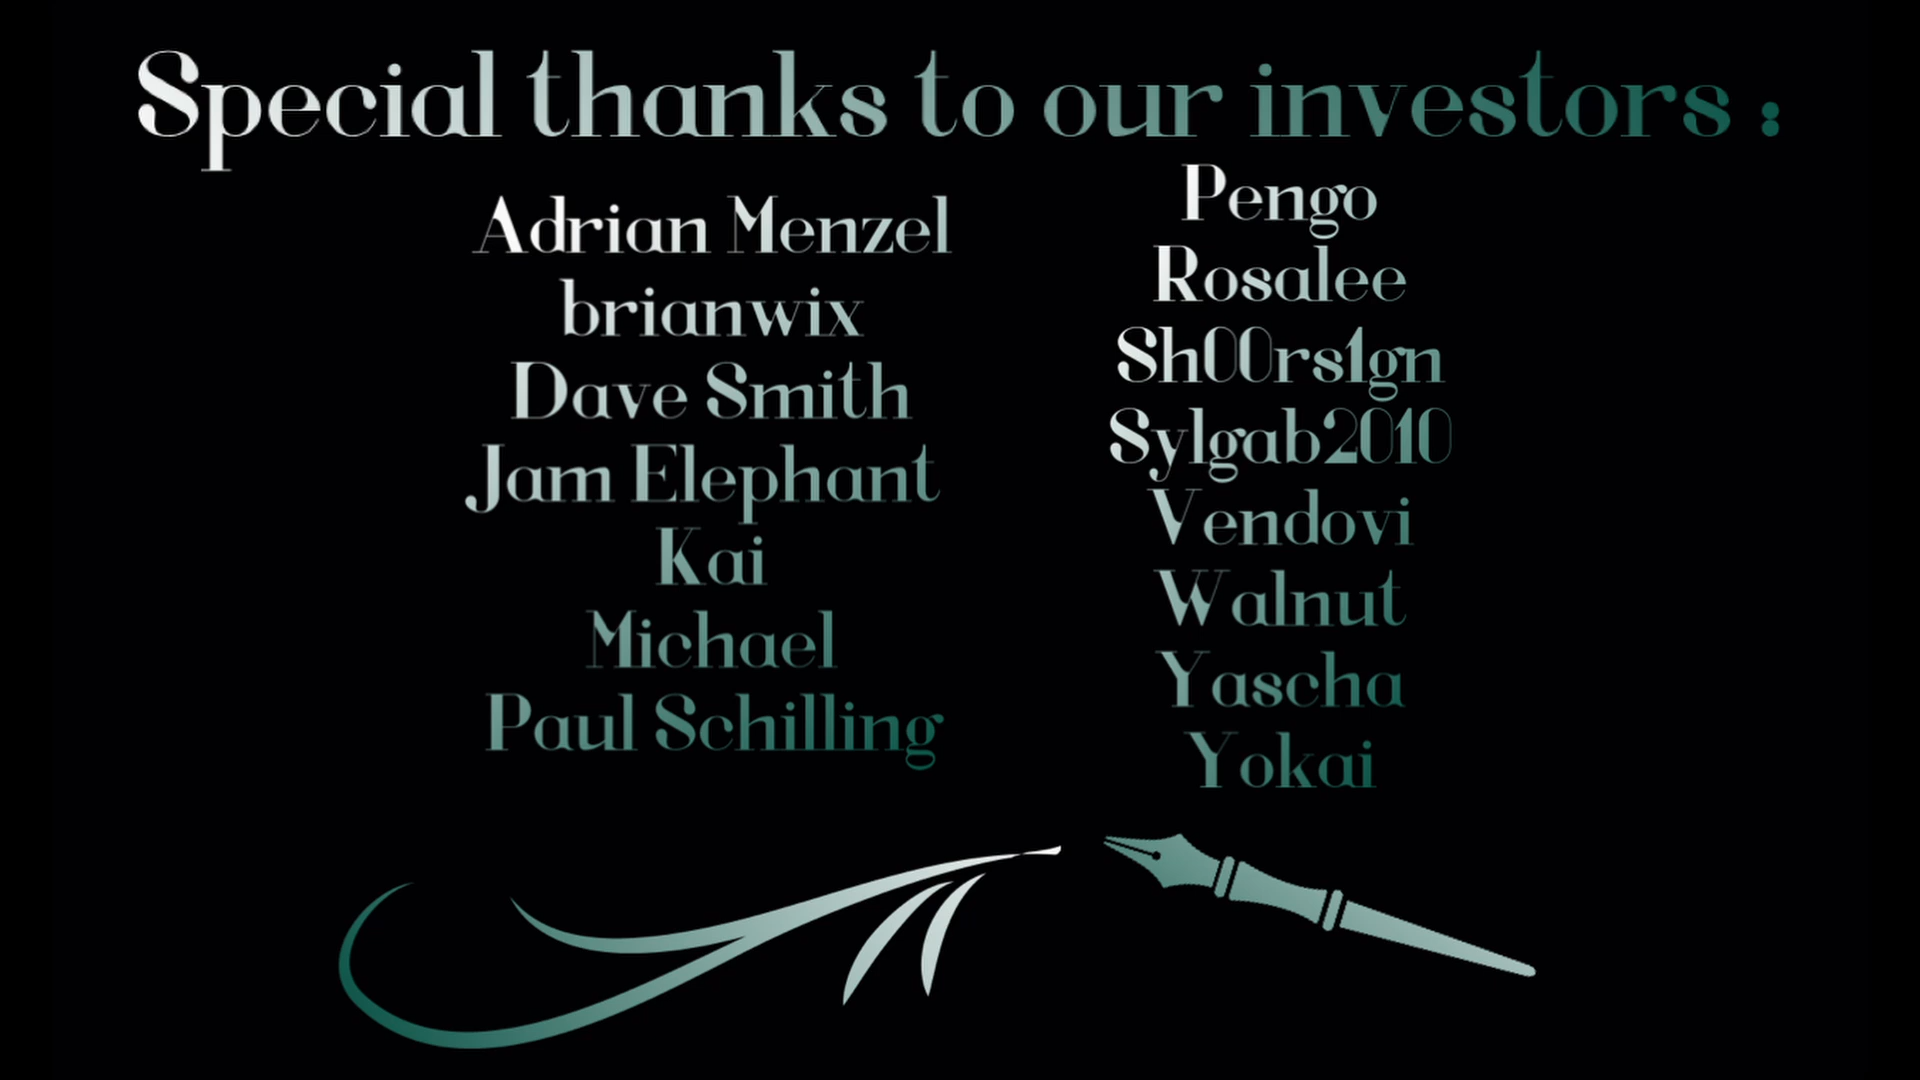 Special thanks to our investors :
Adrian Menzel
brianwix
Dave Smith
Jam Elephant
Kai
Michael
Paul Schilling
Pengo
Rosalee
Sh00rs1gn
Sylgab2010
Vendovi
Walnut
Yascha
Yokai